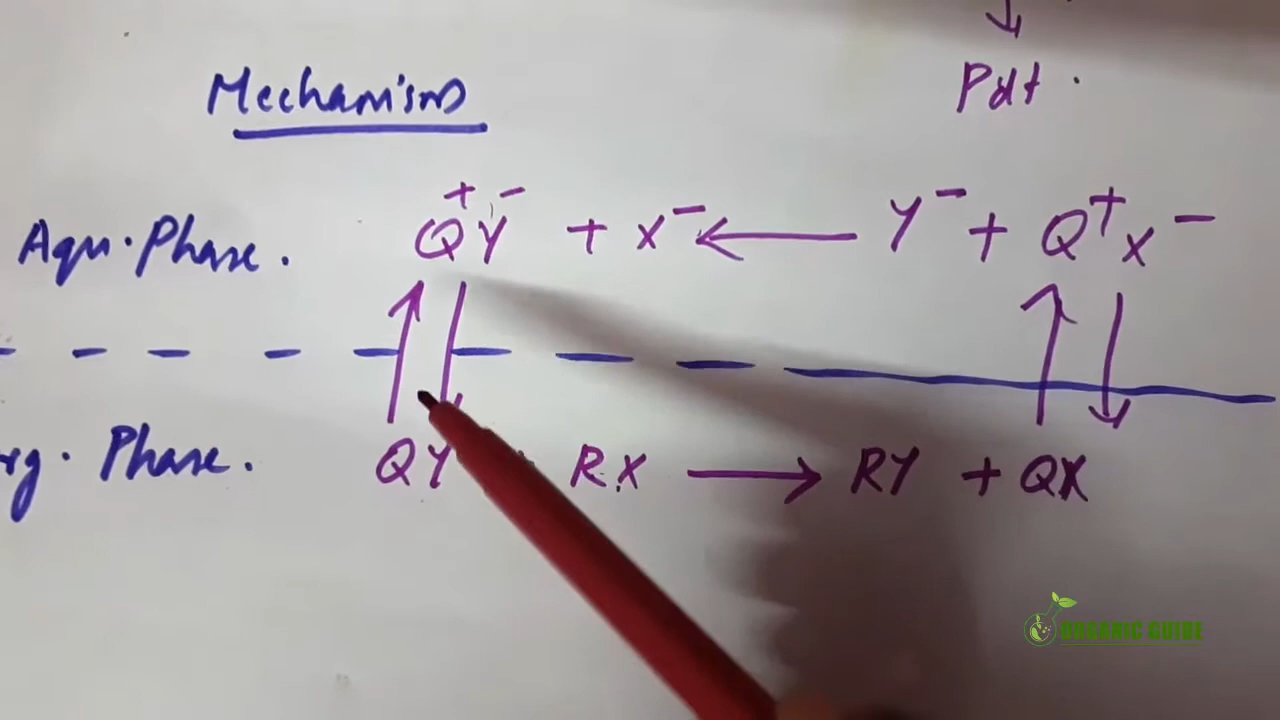 Pdt.
Mechanism
Aqu. Phase. Q⁺Y⁻ + X⁻ ← Y⁻ + Q⁺X⁻
rg. Phase. QY RX → RY + QX
ORGANIC GUIDE